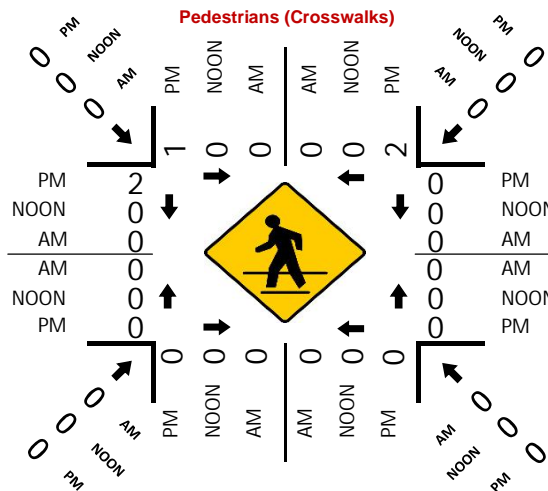 Pedestrians (Crosswalks)
0 PM
0 NOON
0 AM
PM NOON AM AM NOON PM
1 0 0 0 0 2
PM 0
NOON 0
AM 0
PM 2 0 PM
NOON 0 0 NOON
AM 0 0 AM
AM 0 0 AM
NOON 0 0 NOON
PM 0 0 PM
0 0 0 0 0 0
PM NOON AM AM NOON PM
0 AM
0 NOON
0 PM
AM 0
NOON 0
PM 0